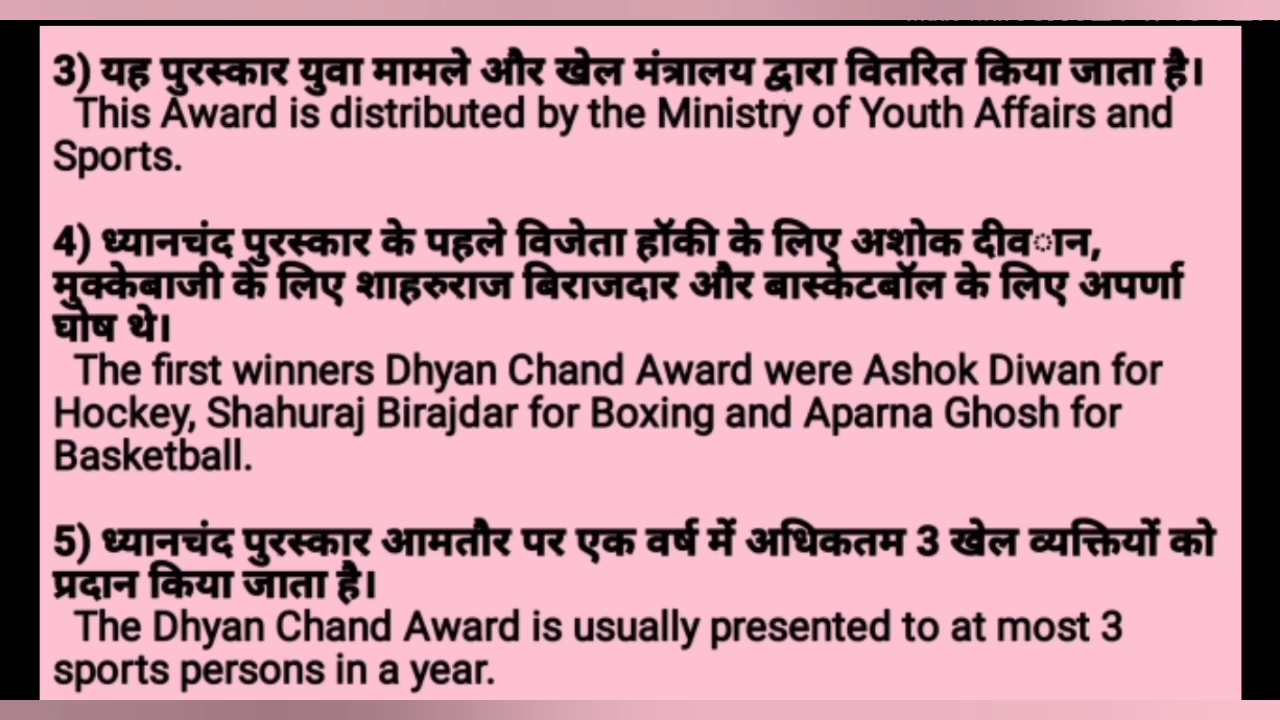 3) यह पुरस्कार युवा मामले और खेल मंत्रालय द्वारा वितरित किया जाता है।
This Award is distributed by the Ministry of Youth Affairs and
Sports.
4) ध्यानचंद पुरस्कार के पहले विजेता हॉकी के लिए अशोक दीव◌ान,
मुक्केबाजी के लिए शाहरुराज बिराजदार और बास्केटबॉल के लिए अपर्णा
घोष थे।
The first winners Dhyan Chand Award were Ashok Diwan for
Hockey, Shahuraj Birajdar for Boxing and Aparna Ghosh for
Basketball.
5) ध्यानचंद पुरस्कार आमतौर पर एक वर्ष में अधिकतम 3 खेल व्यक्तियों को
प्रदान किया जाता है।
The Dhyan Chand Award is usually presented to at most 3
sports persons in a year.